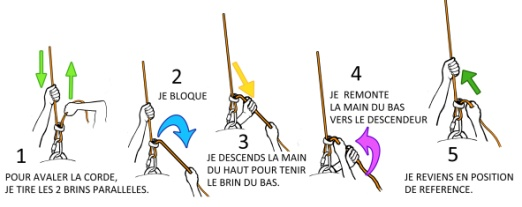 1
POUR AVALER LA CORDE,
JE TIRE LES 2 BRINS PARALLELES.
2
JE BLOQUE
3
JE DESCENDS LA MAIN
DU HAUT POUR TENIR
LE BRIN DU BAS.
4
JE REMONTE
LA MAIN DU BAS
VERS LE DESCENDEUR
5
JE REVIENS EN POSITION
DE REFERENCE.